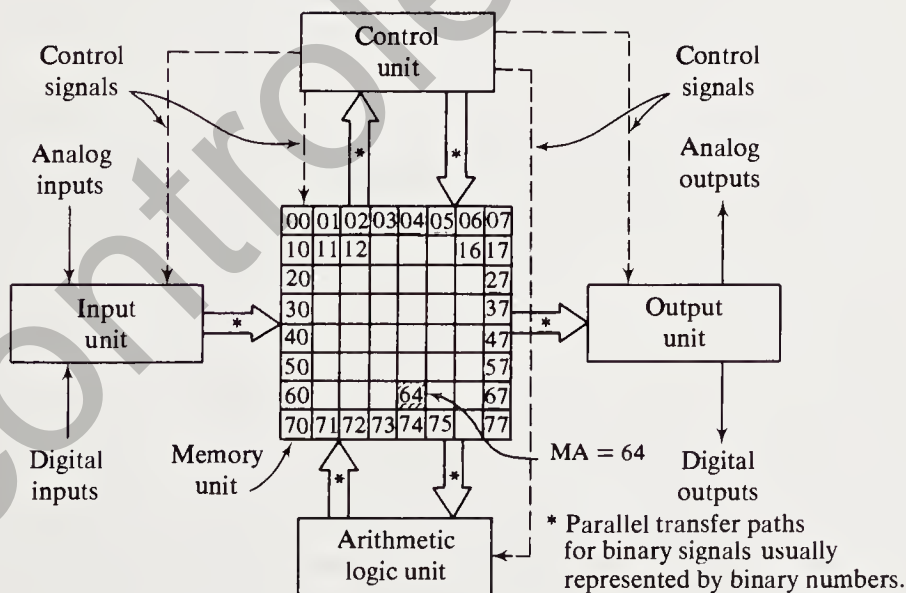 Control
unit
Control
signals
Control
signals
Analog
inputs
Analog
outputs
*
*
00 01 02 03 04 05 06 07
10 11 12 16 17
20 27
30 37
40 47
50 57
60 64 67
70 71 72 73 74 75 77
Input
unit
*
*
Output
unit
MA = 64
Memory
unit
Digital
inputs
Digital
outputs
*
*
Arithmetic
logic unit
* Parallel transfer paths
for binary signals usually
represented by binary numbers.